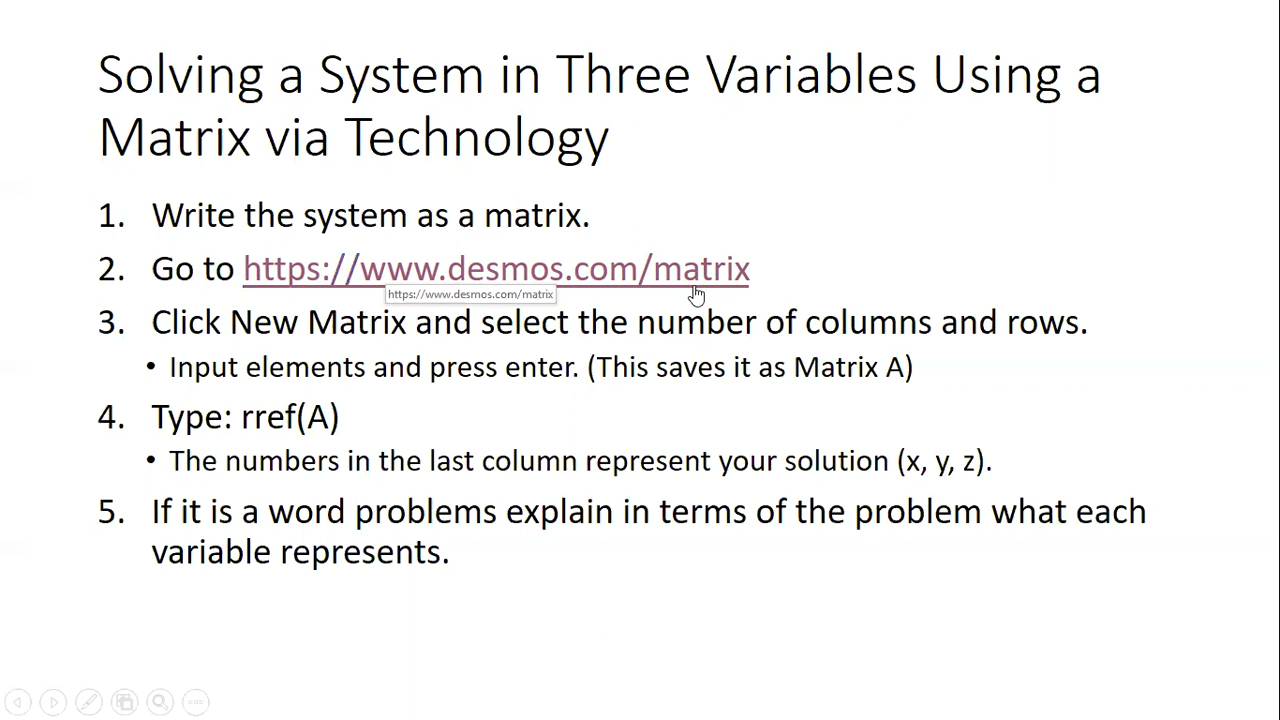 Solving a System in Three Variables Using a
Matrix via Technology
1. Write the system as a matrix.
2. Go to https://www.desmos.com/matrix
https://www.desmos.com/matrix
3. Click New Matrix and select the number of columns and rows.
• Input elements and press enter. (This saves it as Matrix A)
4. Type: rref(A)
• The numbers in the last column represent your solution (x, y, z).
5. If it is a word problems explain in terms of the problem what each
variable represents.